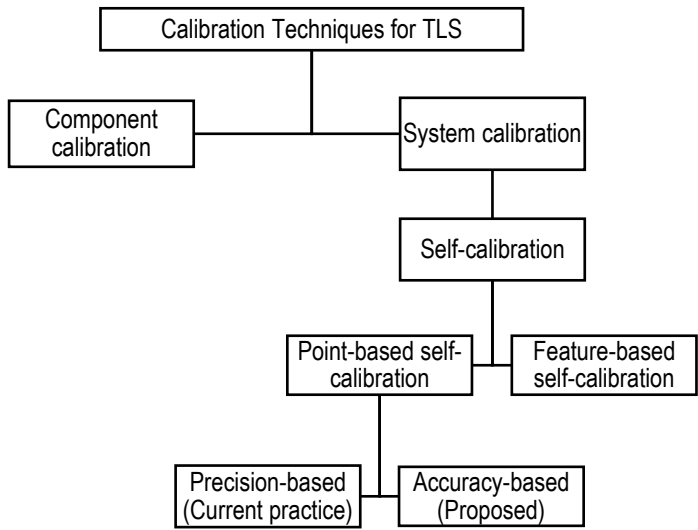 Calibration Techniques for TLS
Component
calibration
System calibration
Self-calibration
Point-based self-
calibration
Feature-based
self-calibration
Precision-based
(Current practice)
Accuracy-based
(Proposed)